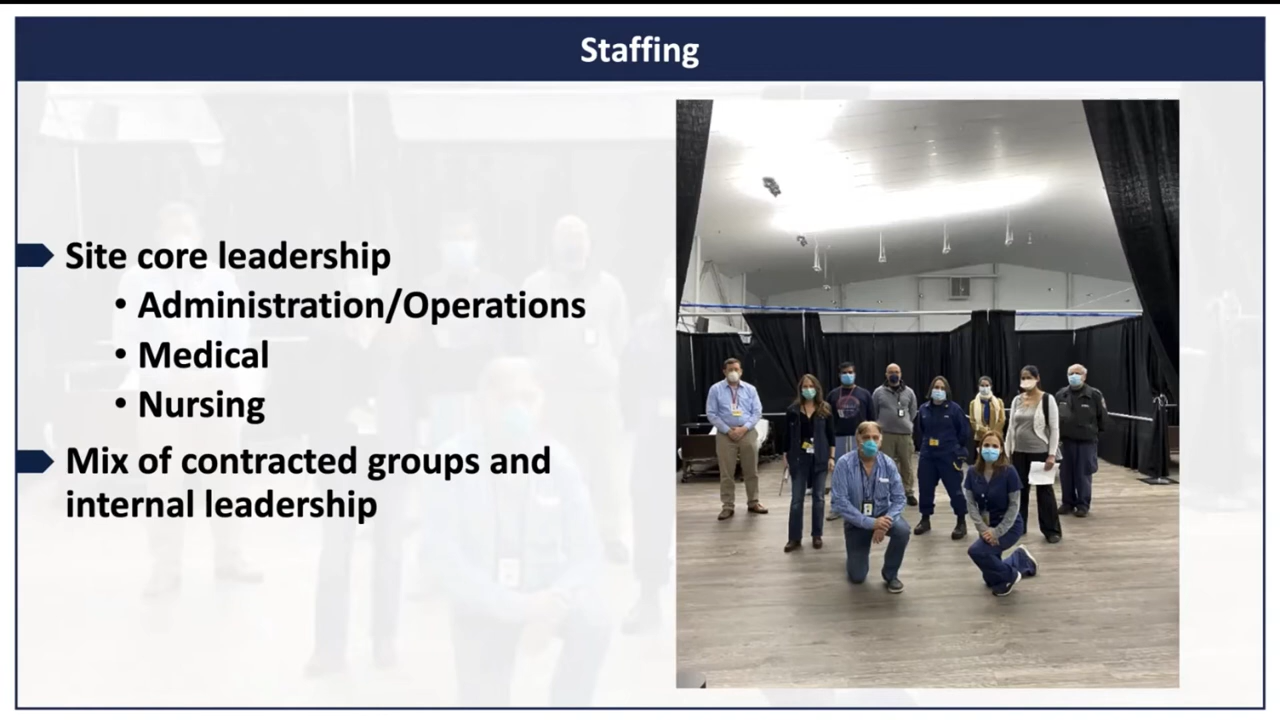 Staffing
Site core leadership
• Administration/Operations
• Medical
• Nursing
Mix of contracted groups and
internal leadership